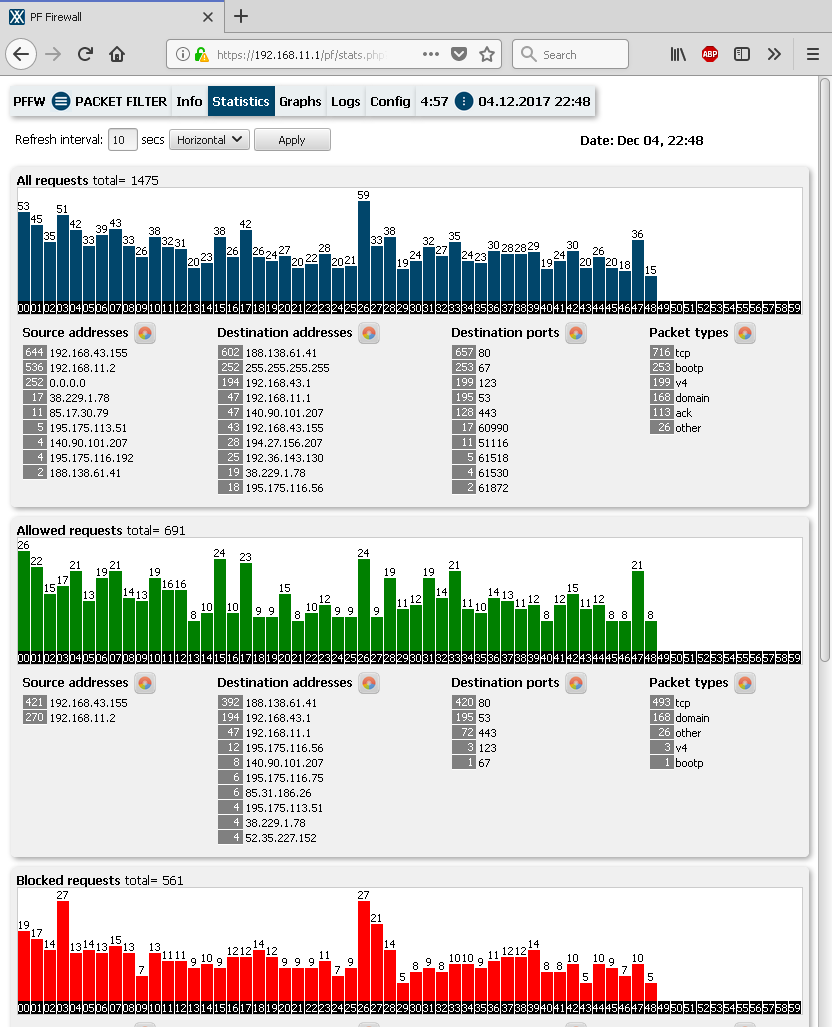 PF Firewall
https://192.168.11.1/pf/stats.php
Search
ABP
PFFW PACKET FILTER Info Statistics Graphs Logs Config 4:57 04.12.2017 22:48
Refresh interval: 10 secs Horizontal Apply Date: Dec 04, 22:48
All requests total= 1475
53 45 35 51 42 33 39 43 33 26 38 32 31 20 23 38 26 42 26 24 27 20 22 28 20 21 59 33 38 19 24 32 27 35 24 23 30 28 28 29 19 24 30 20 26 20 18 36 15
00 01 02 03 04 05 06 07 08 09 10 11 12 13 14 15 16 17 18 19 20 21 22 23 24 25 26 27 28 29 30 31 32 33 34 35 36 37 38 39 40 41 42 43 44 45 46 47 48 49 50 51 52 53 54 55 56 57 58 59
Source addresses Destination addresses Destination ports Packet types
644 192.168.43.155 602 188.138.61.41 657 80 716 tcp
536 192.168.11.2 252 255.255.255.255 253 67 253 bootp
252 0.0.0.0 194 192.168.43.1 199 123 199 v4
17 38.229.1.78 47 192.168.11.1 195 53 168 domain
11 85.17.30.79 47 140.90.101.207 128 443 113 ack
5 195.175.113.51 43 192.168.43.155 17 60990 26 other
4 140.90.101.207 28 194.27.156.207 11 51116
4 195.175.116.192 25 192.36.143.130 5 61518
2 188.138.61.41 19 38.229.1.78 4 61530
18 195.175.116.56 2 61872
Allowed requests total= 691
26 22 15 17 21 13 19 21 14 13 19 16 16 8 10 24 10 23 9 9 15 8 10 12 9 9 24 9 19 11 12 19 14 21 11 10 14 13 11 12 8 12 15 11 12 8 8 21 8
00 01 02 03 04 05 06 07 08 09 10 11 12 13 14 15 16 17 18 19 20 21 22 23 24 25 26 27 28 29 30 31 32 33 34 35 36 37 38 39 40 41 42 43 44 45 46 47 48 49 50 51 52 53 54 55 56 57 58 59
Source addresses Destination addresses Destination ports Packet types
421 192.168.43.155 392 188.138.61.41 420 80 493 tcp
270 192.168.11.2 194 192.168.43.1 195 53 168 domain
47 192.168.11.1 72 443 26 other
12 195.175.116.56 3 123 3 v4
8 140.90.101.207 1 67 1 bootp
6 195.175.116.75
6 85.31.186.26
4 195.175.113.51
4 38.229.1.78
4 52.35.227.152
Blocked requests total= 561
19 17 14 27 13 14 13 15 13 7 13 11 11 9 10 9 12 12 14 12 9 9 9 11 7 9 27 21 14 5 8 9 8 10 10 9 11 12 12 14 8 8 10 5 10 9 7 10 5
00 01 02 03 04 05 06 07 08 09 10 11 12 13 14 15 16 17 18 19 20 21 22 23 24 25 26 27 28 29 30 31 32 33 34 35 36 37 38 39 40 41 42 43 44 45 46 47 48 49 50 51 52 53 54 55 56 57 58 59